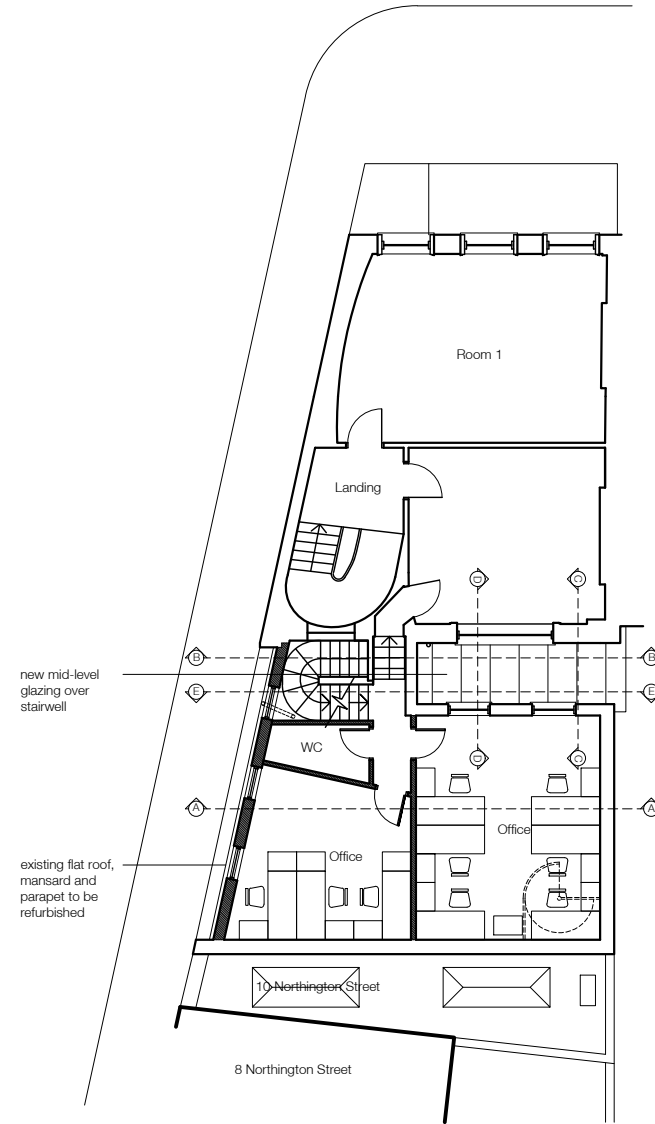 Room 1
Landing
D
C
B
B
new mid-level
glazing over
stairwell
E
E
WC
D
C
A
A
Office
existing flat roof,
mansard and
parapet to be
refurbished
Office
10 Northington Street
8 Northington Street